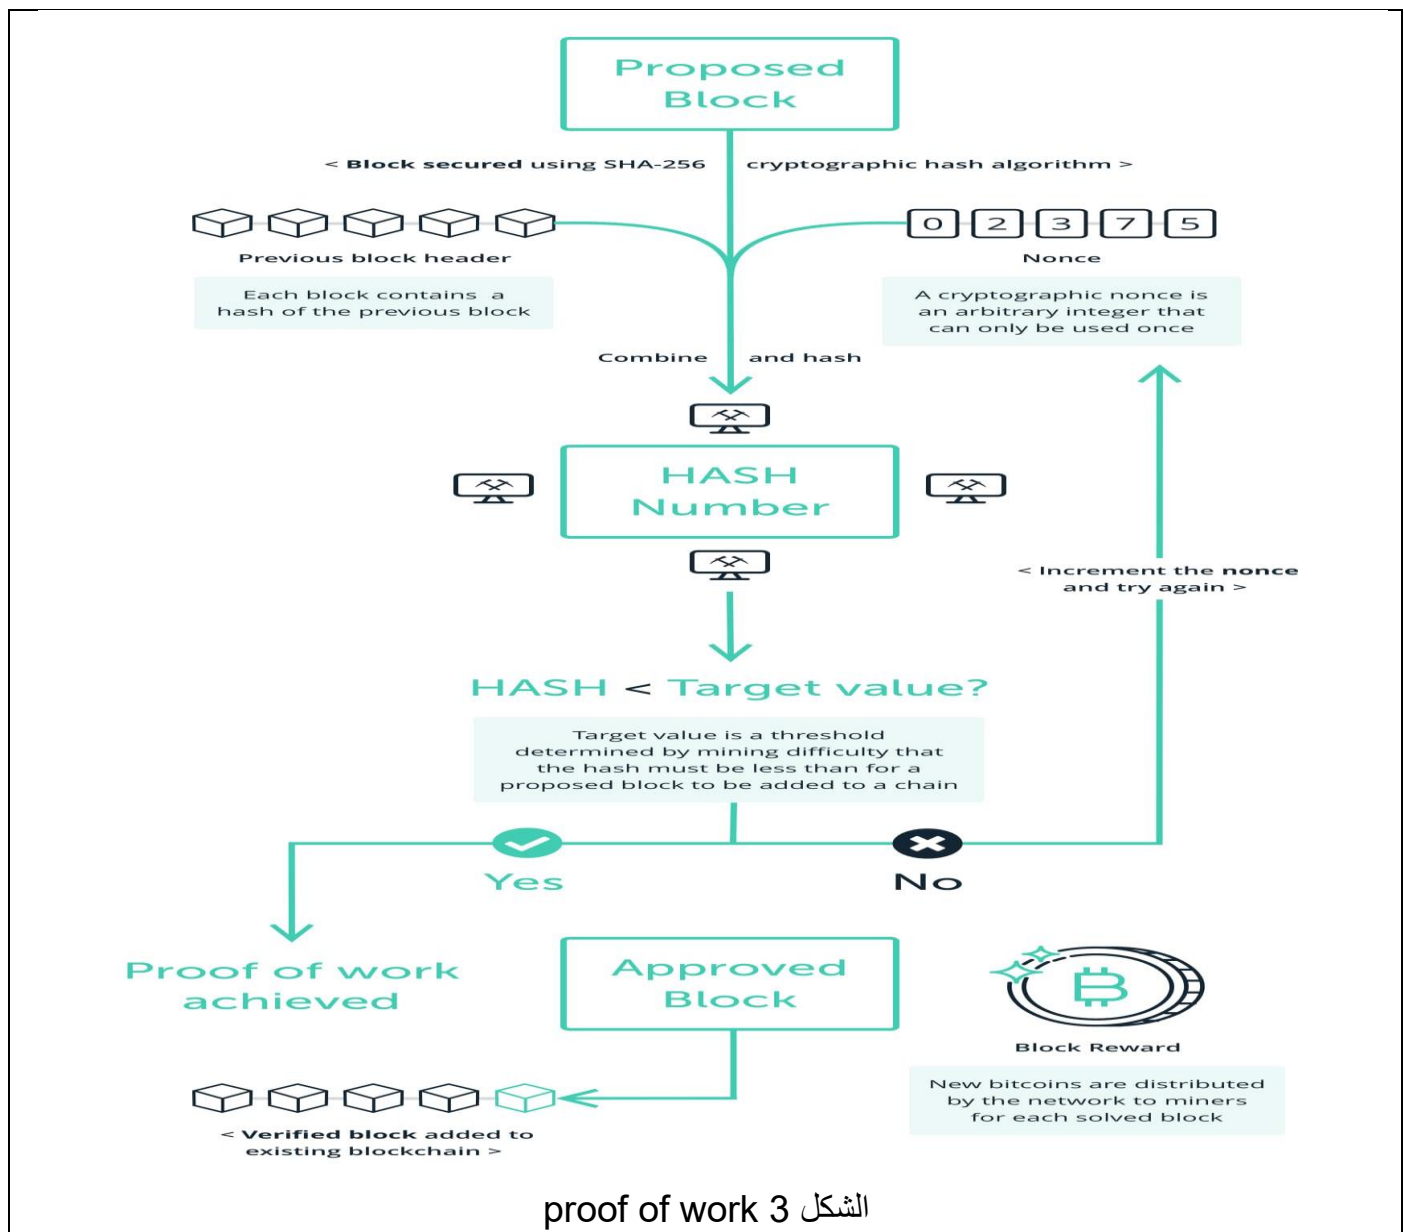 Proposed
Block
< Block secured using SHA-256 cryptographic hash algorithm >
0 2 3 7 5
Previous block header
Nonce
Each block contains a
hash of the previous block
A cryptographic nonce is
an arbitrary integer that
can only be used once
Combine and hash
HASH
Number
< Increment the nonce
and try again >
HASH < Target value?
Target value is a threshold
determined by mining difficulty that
the hash must be less than for a
proposed block to be added to a chain
Yes
No
Proof of work
achieved
Approved
Block
Block Reward
New bitcoins are distributed
by the network to miners
for each solved block
< Verified block added to
existing blockchain >
الشكل 3 proof of work